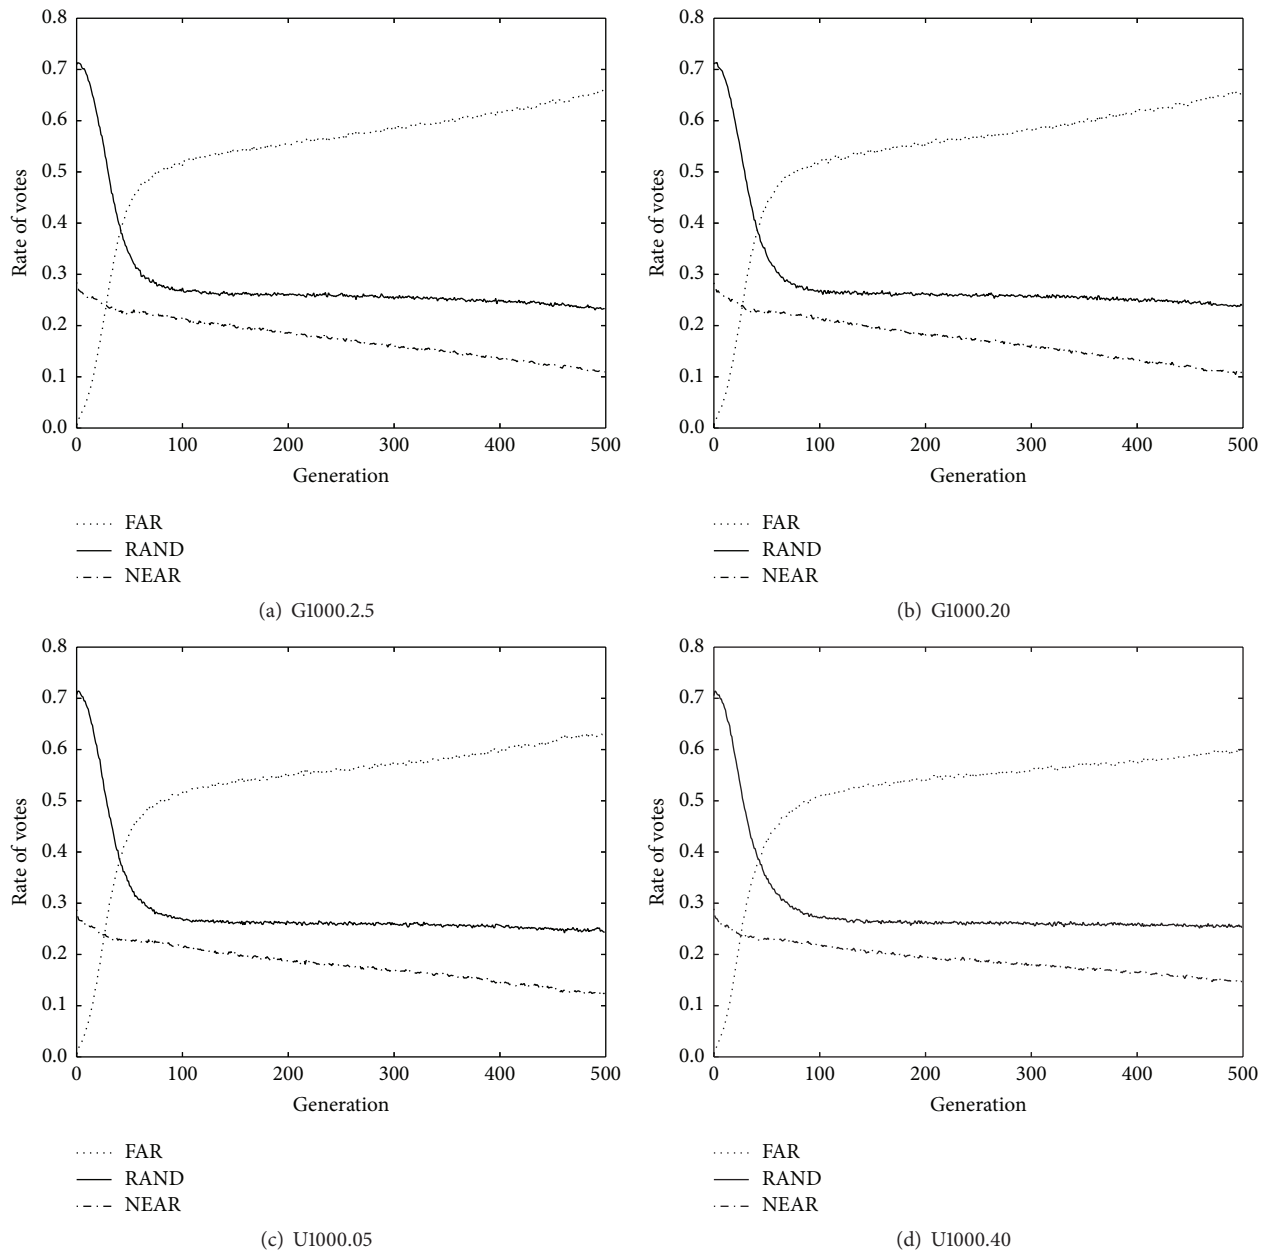 0.8
0.7
0.6
0.5
0.4
0.3
0.2
0.1
0.0
Rate of votes
0 100 200 300 400 500
Generation
FAR
RAND
NEAR
(a) G1000.2.5
0.8
0.7
0.6
0.5
0.4
0.3
0.2
0.1
0.0
Rate of votes
0 100 200 300 400 500
Generation
FAR
RAND
NEAR
(b) G1000.20
0.8
0.7
0.6
0.5
0.4
0.3
0.2
0.1
0.0
Rate of votes
0 100 200 300 400 500
Generation
FAR
RAND
NEAR
(c) U1000.05
0.8
0.7
0.6
0.5
0.4
0.3
0.2
0.1
0.0
Rate of votes
0 100 200 300 400 500
Generation
FAR
RAND
NEAR
(d) U1000.40